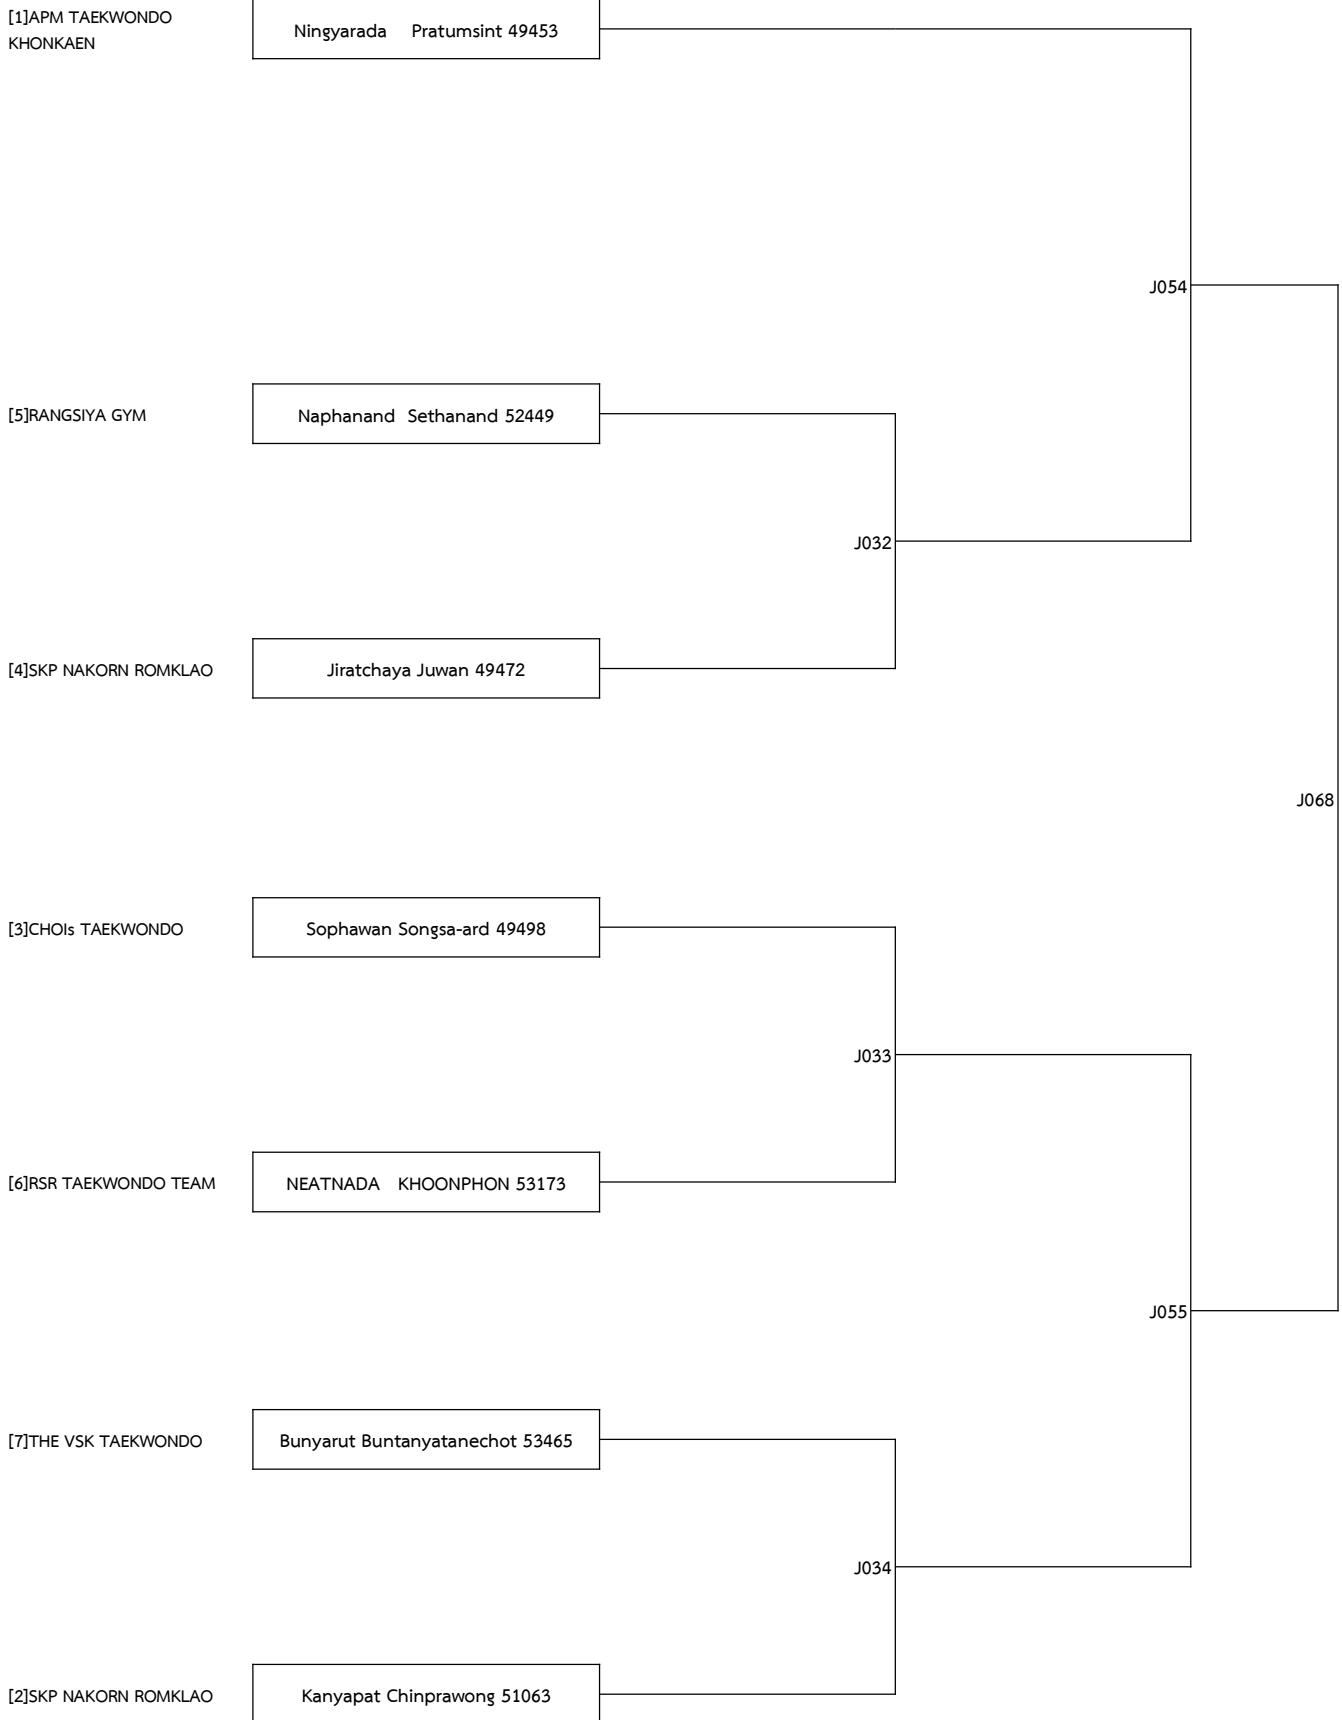 [1]APM TAEKWONDO
KHONKAEN
Ningyarada Pratumsint 49453
J054
[5]RANGSIYA GYM
Naphanand Sethanand 52449
J032
[4]SKP NAKORN ROMKLAO
Jiratchaya Juwan 49472
J068
[3]CHOIs TAEKWONDO
Sophawan Songsa-ard 49498
J033
[6]RSR TAEKWONDO TEAM
NEATNADA KHOONPHON 53173
J055
[7]THE VSK TAEKWONDO
Bunyarut Buntanyatanechot 53465
J034
[2]SKP NAKORN ROMKLAO
Kanyapat Chinprawong 51063